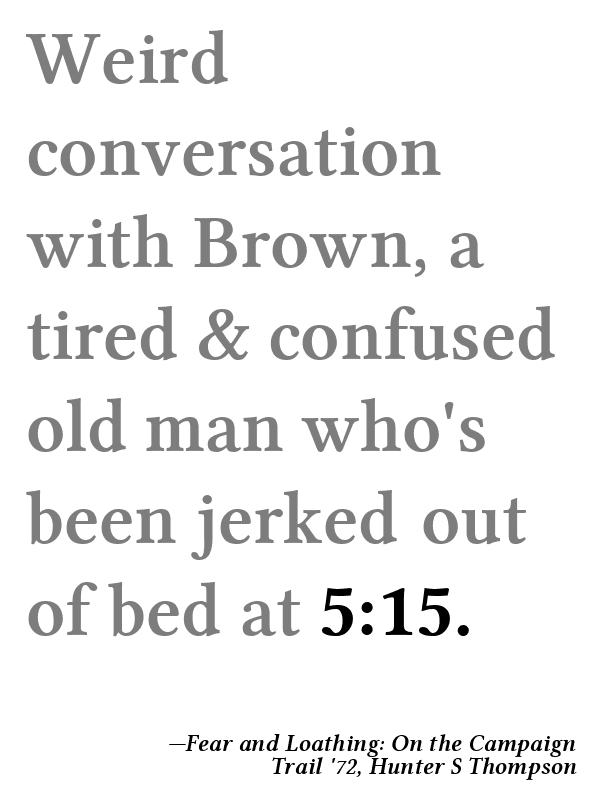 Weird
conversation
with Brown, a
tired & confused
old man who's
been jerked out
of bed at 5:15.
—Fear and Loathing: On the Campaign
Trail '72, Hunter S Thompson